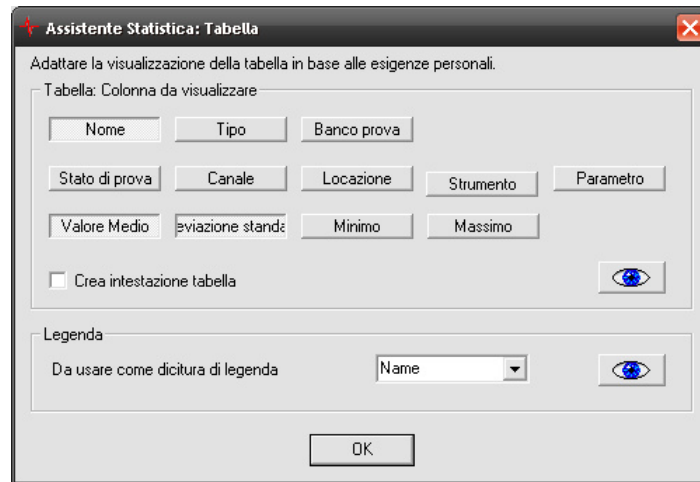 Assistente Statistica: Tabella
Adattare la visualizzazione della tabella in base alle esigenze personali.
Tabella: Colonna da visualizzare
Nome Tipo Banco prova
Stato di prova Canale Locazione Strumento Parametro
Valore Medio eviazione standa Minimo Massimo
Crea intestazione tabella
Legenda
Da usare come dicitura di legenda Name
OK